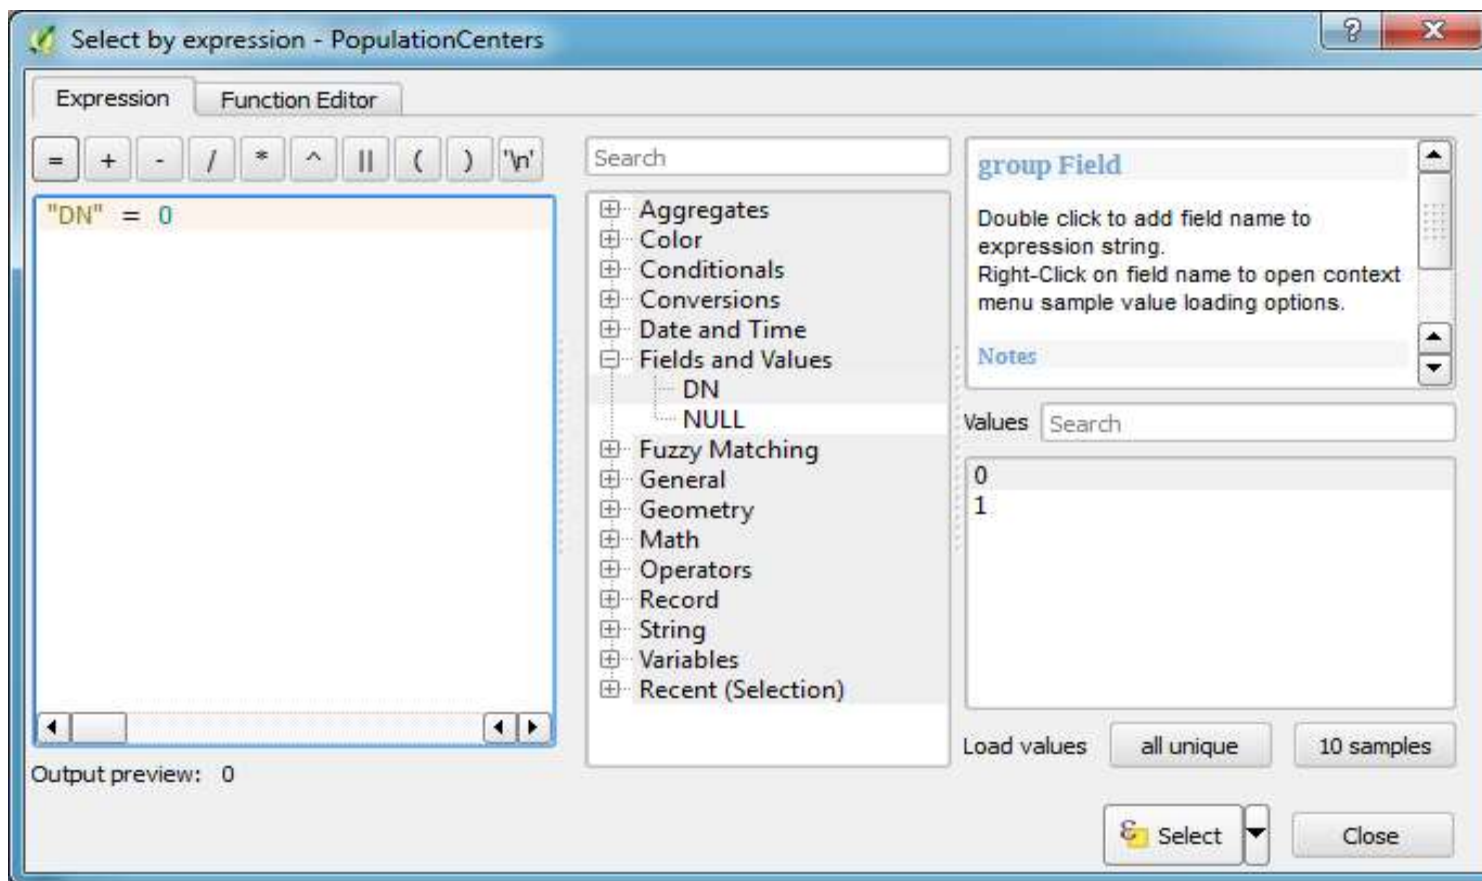 Select by expression - PopulationCenters
?
X
Expression Function Editor
= + - / * ^ || ( ) '\n'
"DN" = 0
Output preview: 0
Search
Aggregates
Color
Conditionals
Conversions
Date and Time
Fields and Values
DN
NULL
Fuzzy Matching
General
Geometry
Math
Operators
Record
String
Variables
Recent (Selection)
group Field
Double click to add field name to
expression string.
Right-Click on field name to open context
menu sample value loading options.
Notes
Values Search
0
1
Load values all unique 10 samples
ε Select Close